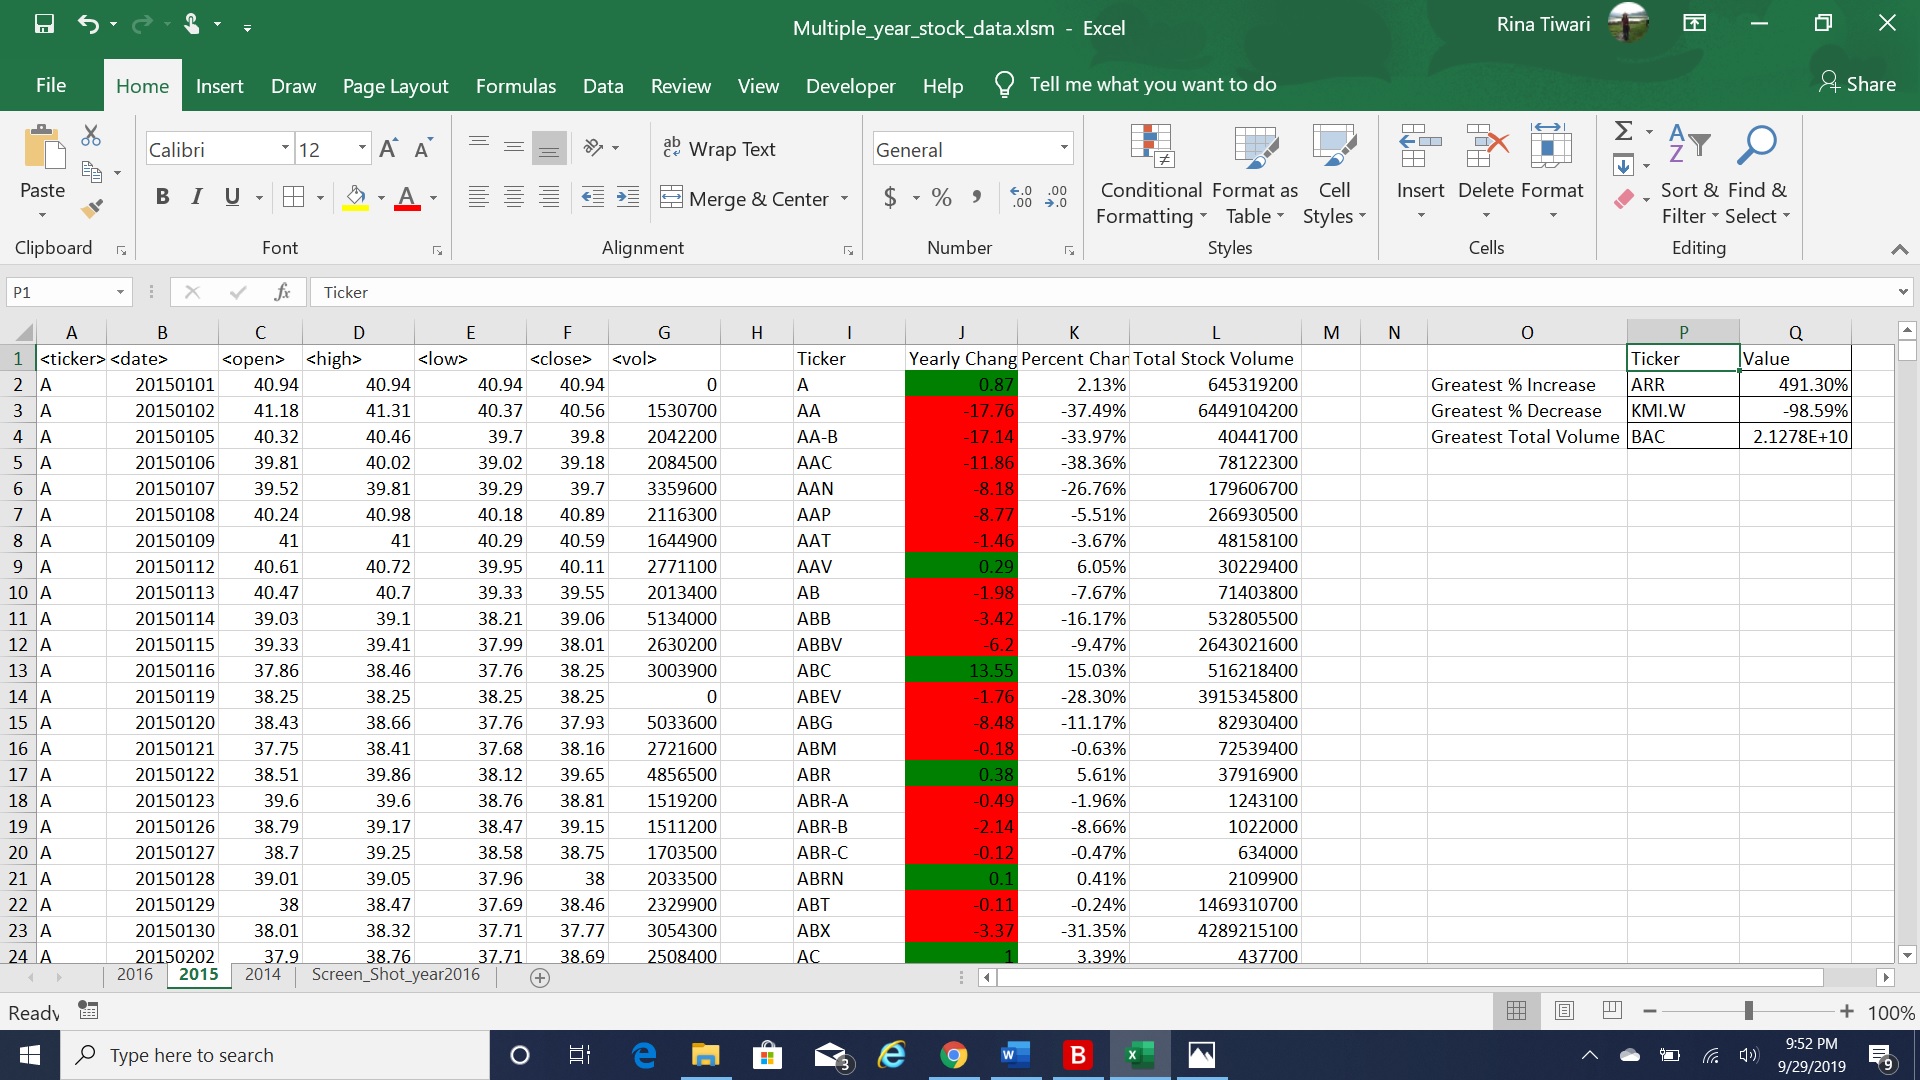 Multiple_year_stock_data.xlsm - Excel
Rina Tiwari
File Home Insert Draw Page Layout Formulas Data Review View Developer Help Tell me what you want to do Share
Paste
Calibri 12
Wrap Text
Merge & Center
General
$ %
Conditional Formatting
Format as Table
Cell Styles
Insert Delete Format
Sort & Filter
Find & Select
Clipboard Font Alignment Number Styles Cells Editing
P1 fx Ticker
A B C D E F G H I J K L M N O P Q
1 <ticker> <date> <open> <high> <low> <close> <vol> Ticker Yearly Chang Percent Chan Total Stock Volume Ticker Value
2 A 20150101 40.94 40.94 40.94 40.94 0 A 0.87 2.13% 645319200 Greatest % Increase ARR 491.30%
3 A 20150102 41.18 41.31 40.37 40.56 1530700 AA -17.76 -37.49% 6449104200 Greatest % Decrease KMI.W -98.59%
4 A 20150105 40.32 40.46 39.7 39.8 2042200 AA-B -17.14 -33.97% 40441700 Greatest Total Volume BAC 2.1278E+10
5 A 20150106 39.81 40.02 39.02 39.18 2084500 AAC -11.86 -38.36% 78122300
6 A 20150107 39.52 39.81 39.29 39.7 3359600 AAN -8.18 -26.76% 179606700
7 A 20150108 40.24 40.98 40.18 40.89 2116300 AAP -8.77 -5.51% 266930500
8 A 20150109 41 41 40.29 40.59 1644900 AAT -1.46 -3.67% 48158100
9 A 20150112 40.61 40.72 39.95 40.11 2771100 AAV 0.29 6.05% 30229400
10 A 20150113 40.47 40.7 39.33 39.55 2013400 AB -1.98 -7.67% 71403800
11 A 20150114 39.03 39.1 38.21 39.06 5134000 ABB -3.42 -16.17% 532805500
12 A 20150115 39.33 39.41 37.99 38.01 2630200 ABBV -6.2 -9.47% 2643021600
13 A 20150116 37.86 38.46 37.76 38.25 3003900 ABC 13.55 15.03% 516218400
14 A 20150119 38.25 38.25 38.25 38.25 0 ABEV -1.76 -28.30% 3915345800
15 A 20150120 38.43 38.66 37.76 37.93 5033600 ABG -8.48 -11.17% 82930400
16 A 20150121 37.75 38.41 37.68 38.16 2721600 ABM -0.18 -0.63% 72539400
17 A 20150122 38.51 39.86 38.12 39.65 4856500 ABR 0.38 5.61% 37916900
18 A 20150123 39.6 39.6 38.76 38.81 1519200 ABR-A -0.49 -1.96% 1243100
19 A 20150126 38.79 39.17 38.47 39.15 1511200 ABR-B -2.14 -8.66% 1022000
20 A 20150127 38.7 39.25 38.58 38.75 1703500 ABR-C -0.12 -0.47% 634000
21 A 20150128 39.01 39.05 37.96 38 2033500 ABRN 0.1 0.41% 2109900
22 A 20150129 38 38.47 37.69 38.46 2329900 ABT -0.11 -0.24% 1469310700
23 A 20150130 38.01 38.32 37.71 37.77 3054300 ABX -3.37 -31.35% 4289215100
24 A 20150202 37.9 38.76 37.71 38.69 2508400 AC 1 3.39% 437700
2016 2015 2014 Screen_Shot_year2016
Ready 100%
Type here to search 3 9:52 PM
9/29/2019 9